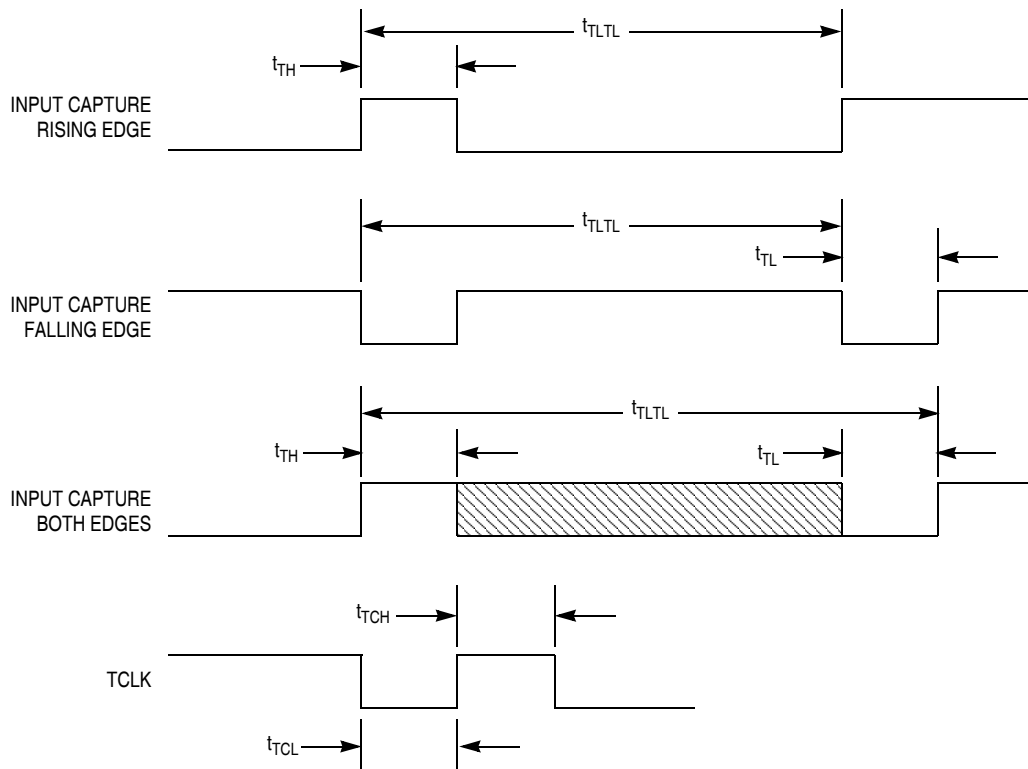 tTLTL
tTH
INPUT CAPTURE
RISING EDGE
tTLTL
tTL
INPUT CAPTURE
FALLING EDGE
tTLTL
tTH
tTL
INPUT CAPTURE
BOTH EDGES
tTCH
TCLK
tTCL